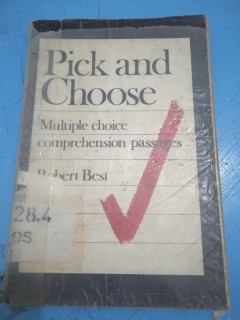 Pick and
Choose
Multiple choice
comprehension passages
Robert Best
28.4